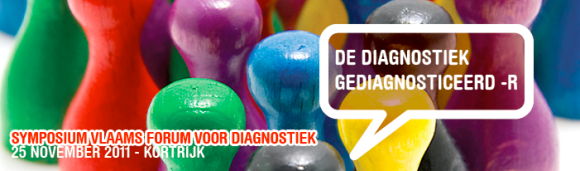 DE DIAGNOSTIEK
GEDIAGNOSTICEERD -R
SYMPOSIUM VLAAMS FORUM VOOR DIAGNOSTIEK
25 NOVEMBER 2011 - KORTRIJK